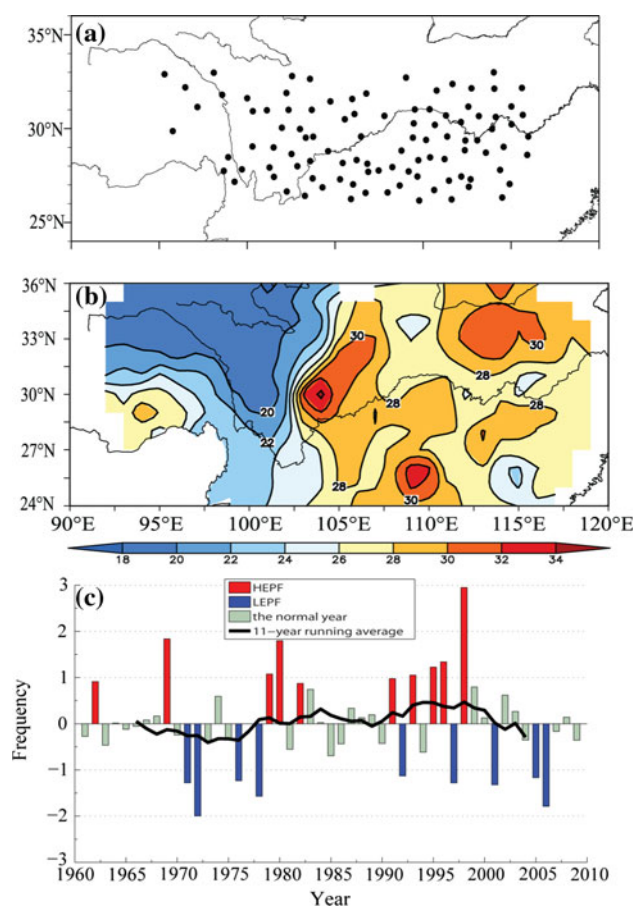 (a)
35°N
30°N
25°N
(b)
36°N
33°N
30°N
27°N
24°N
30
30
28
28
20
22
28
28
30
90°E 95°E 100°E 105°E 110°E 115°E 120°E
18 20 22 24 26 28 30 32 34
(c)
HEPF
LEPF
the normal year
11-year running average
Frequency
3
2
1
0
−1
−2
−3
1960 1965 1970 1975 1980 1985 1990 1995 2000 2005 2010
Year